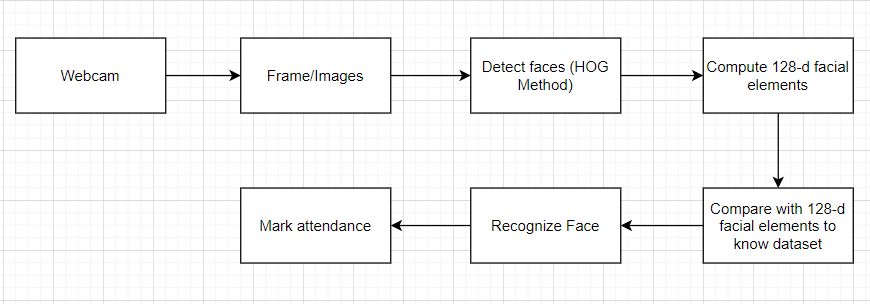 Webcam
Frame/Images
Detect faces (HOG
Method)
Compute 128-d facial
elements
Compare with 128-d
facial elements to
know dataset
Recognize Face
Mark attendance